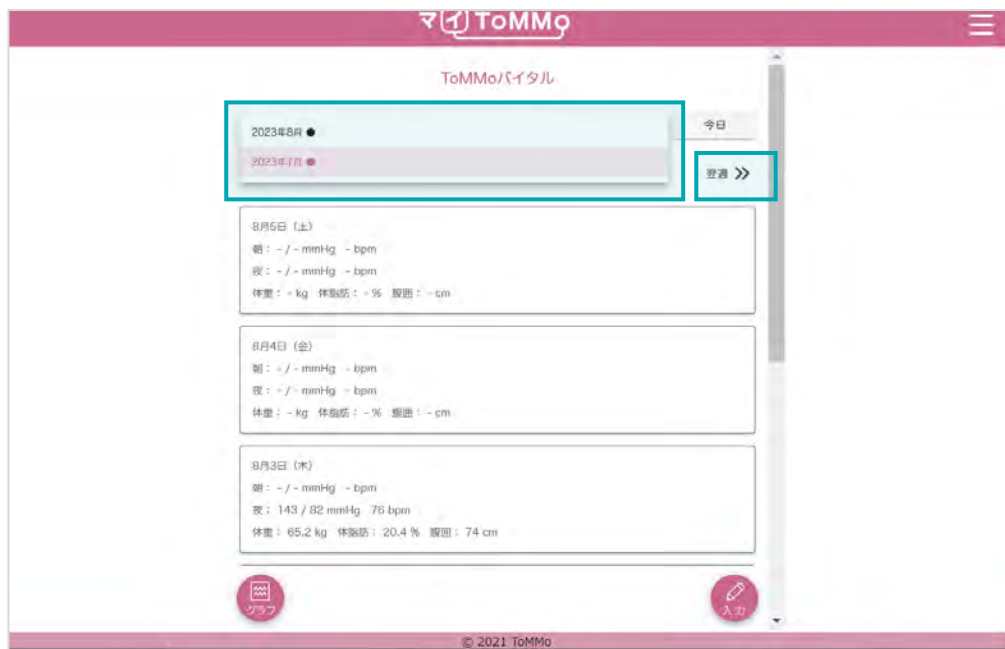 マイToMMo
ToMMoバイタル
2023年8月 ●
今日
2023年7月 ●
翌週 »
8月5日（土）
朝： - / - mmHg - bpm
夜： - / - mmHg - bpm
体重： - kg 体脂肪： - % 腹囲： - cm
8月4日（金）
朝： - / - mmHg - bpm
夜： - / - mmHg - bpm
体重： - kg 体脂肪： - % 腹囲： - cm
8月3日（木）
朝： - / - mmHg - bpm
夜： 143 / 82 mmHg 76 bpm
体重： 65.2 kg 体脂肪： 20.4 % 腹囲： 74 cm
グラフ
入力
© 2021 ToMMo